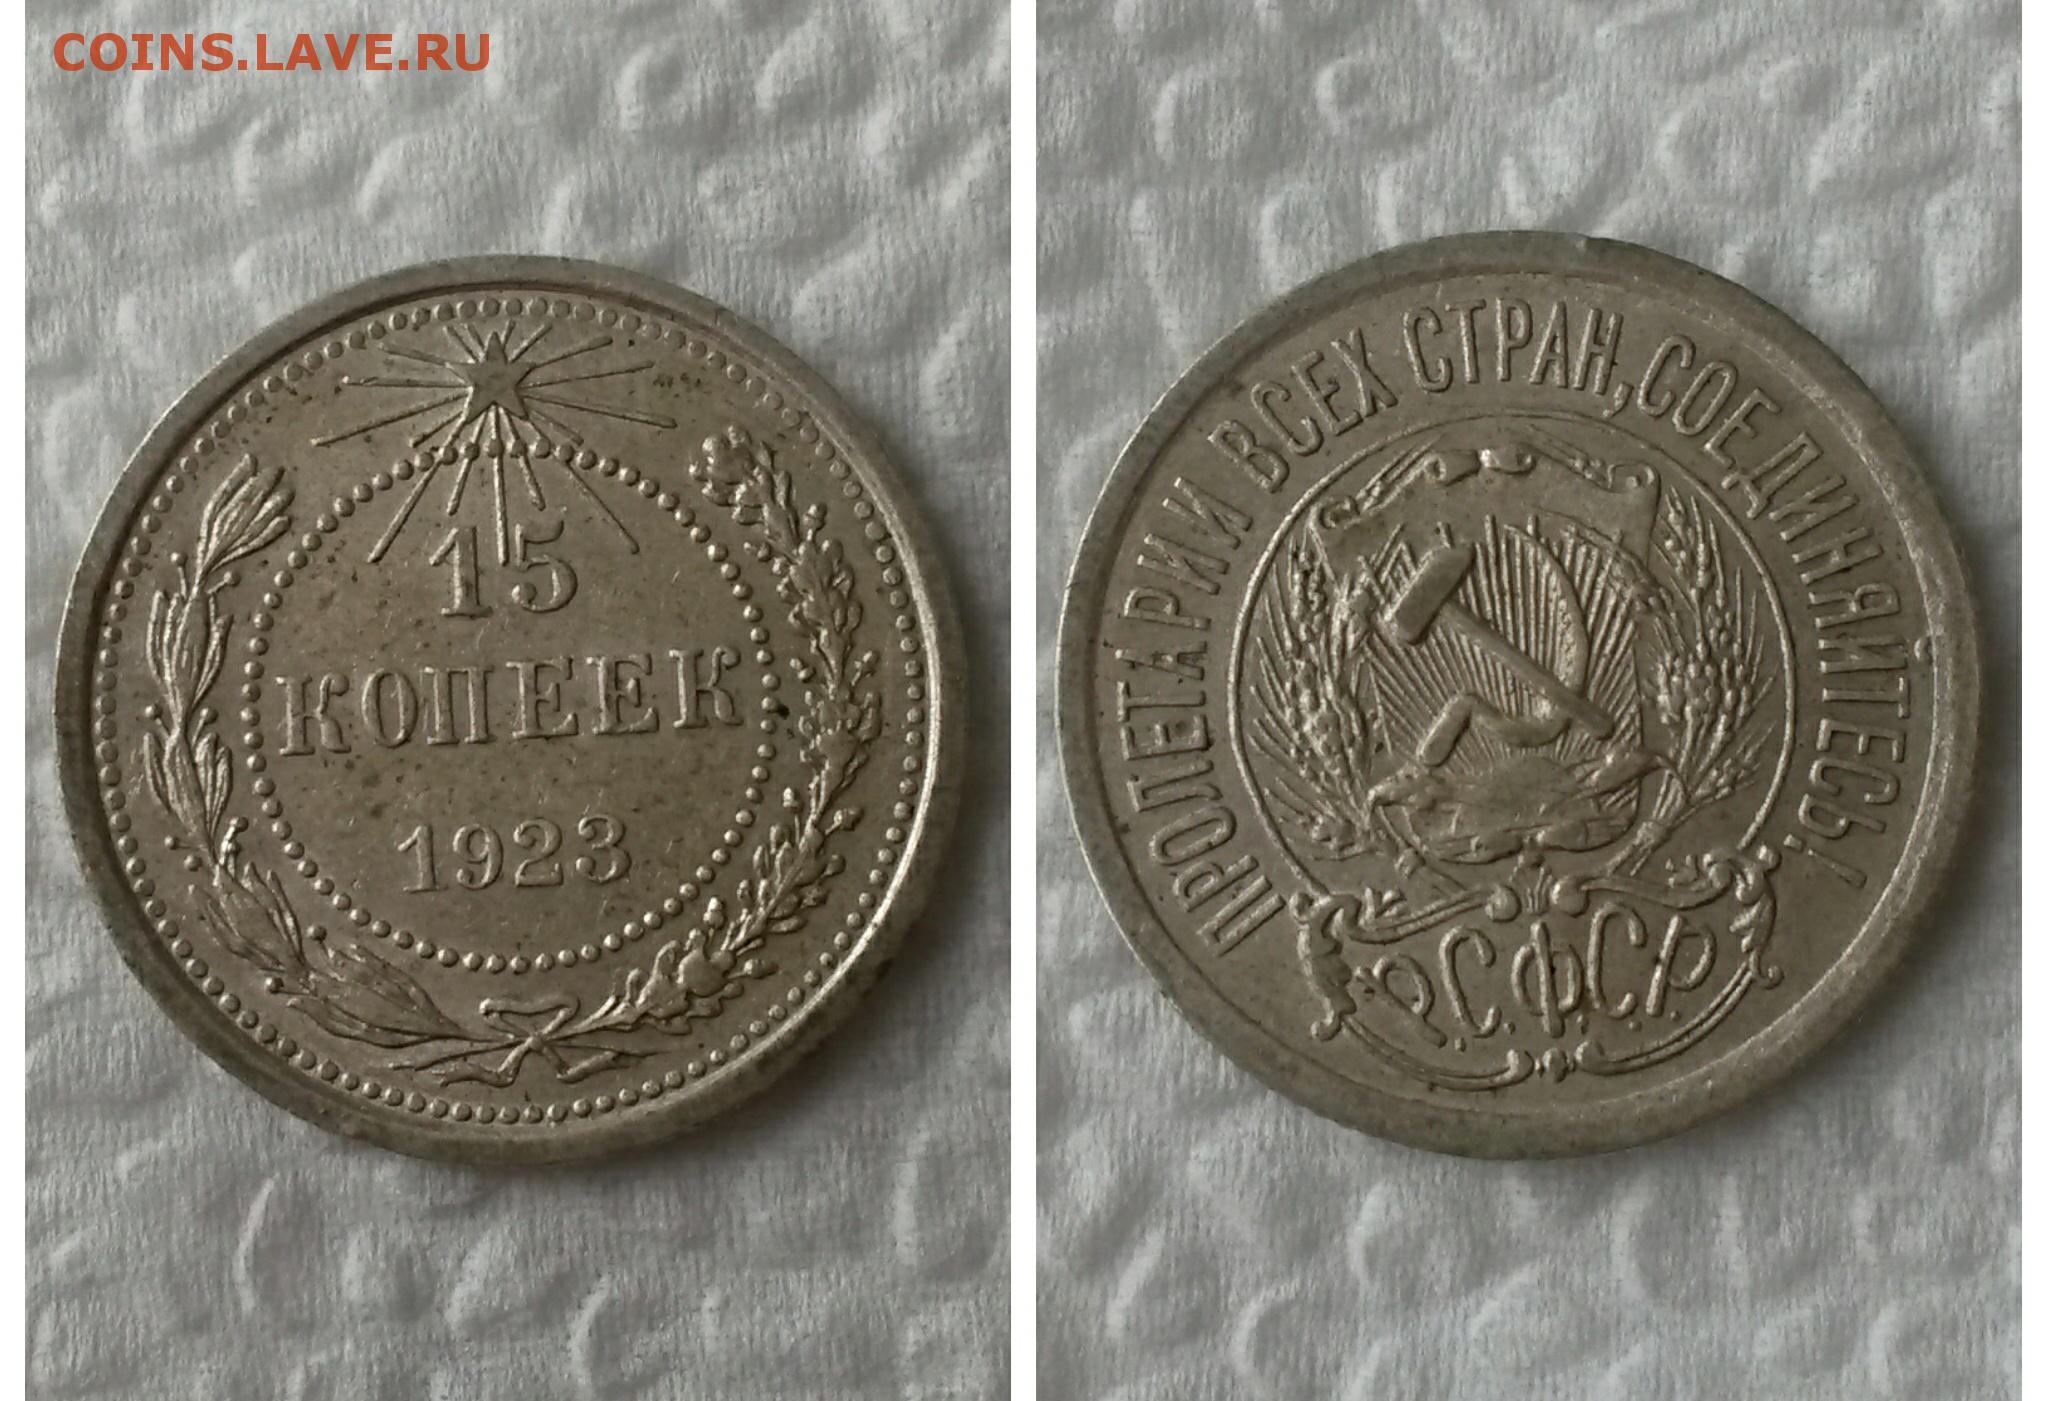 COINS.LAVE.RU
15
КОПЕЕК
1923
ПРОЛЕТАРИИ ВСЕХ СТРАН, СОЕДИНЯЙТЕСЬ!
Р.С.Ф.С.Р.